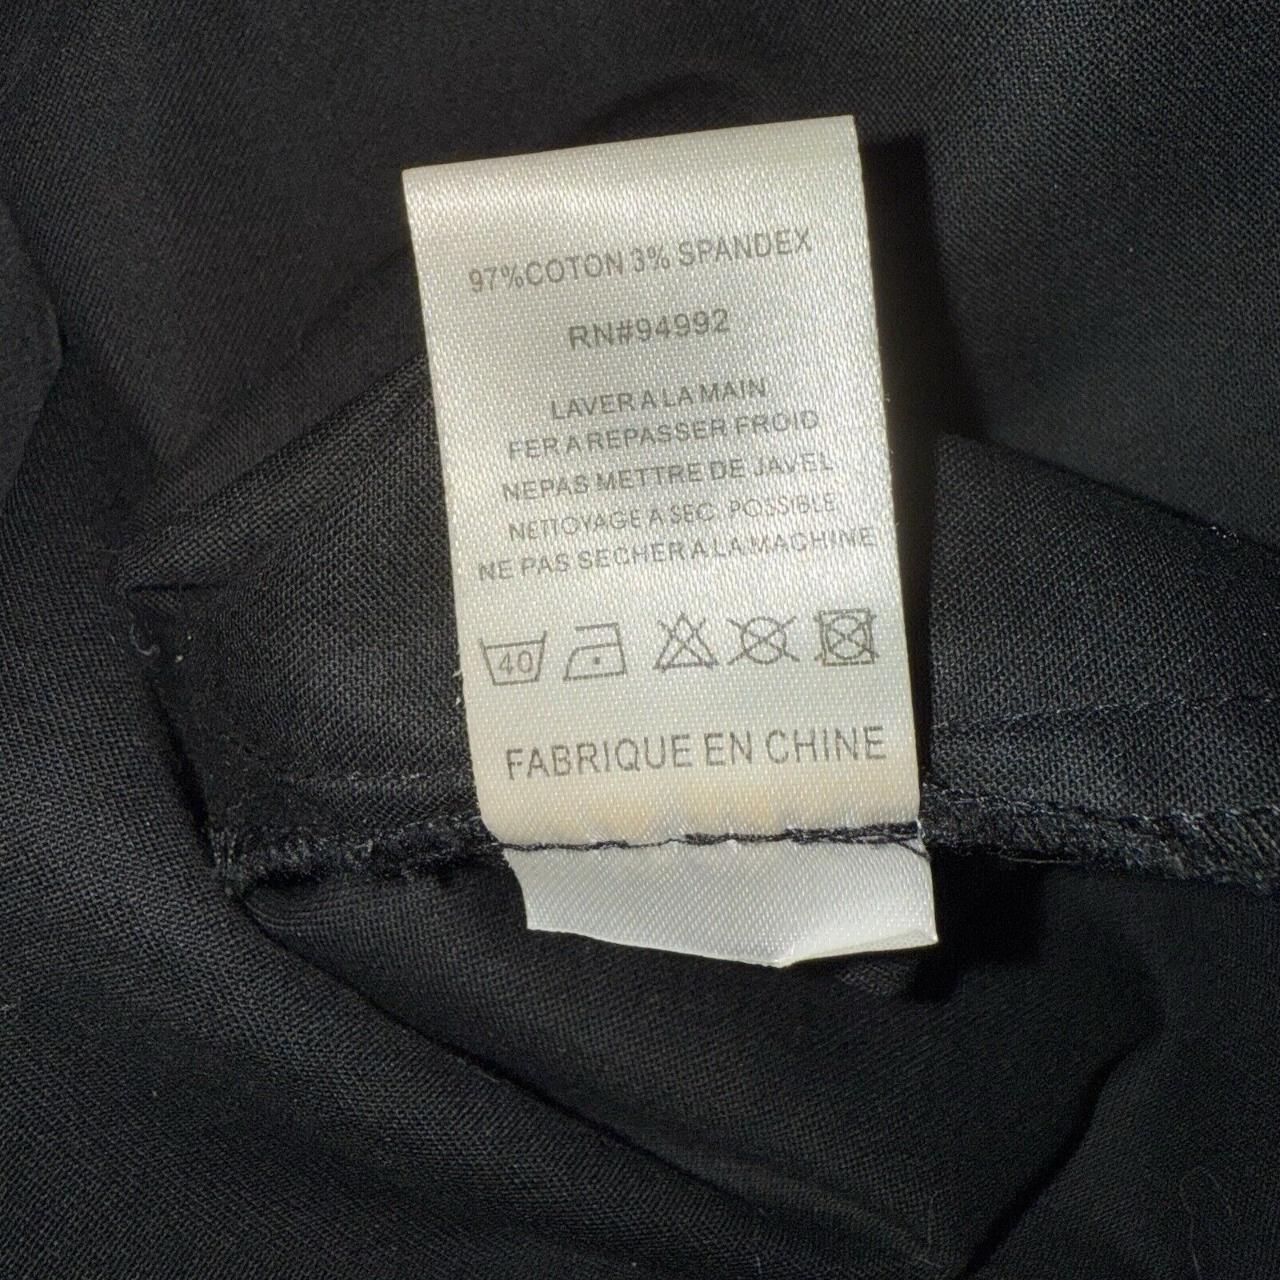 97%COTON 3% SPANDEX
RN#94992
LAVER A LA MAIN
FER A REPASSER FROID
NEPAS METTRE DE JAVEL
NETTOYAGE A SEC POSSIBLE
NE PAS SECHER A LA MACHINE
40
FABRIQUE EN CHINE